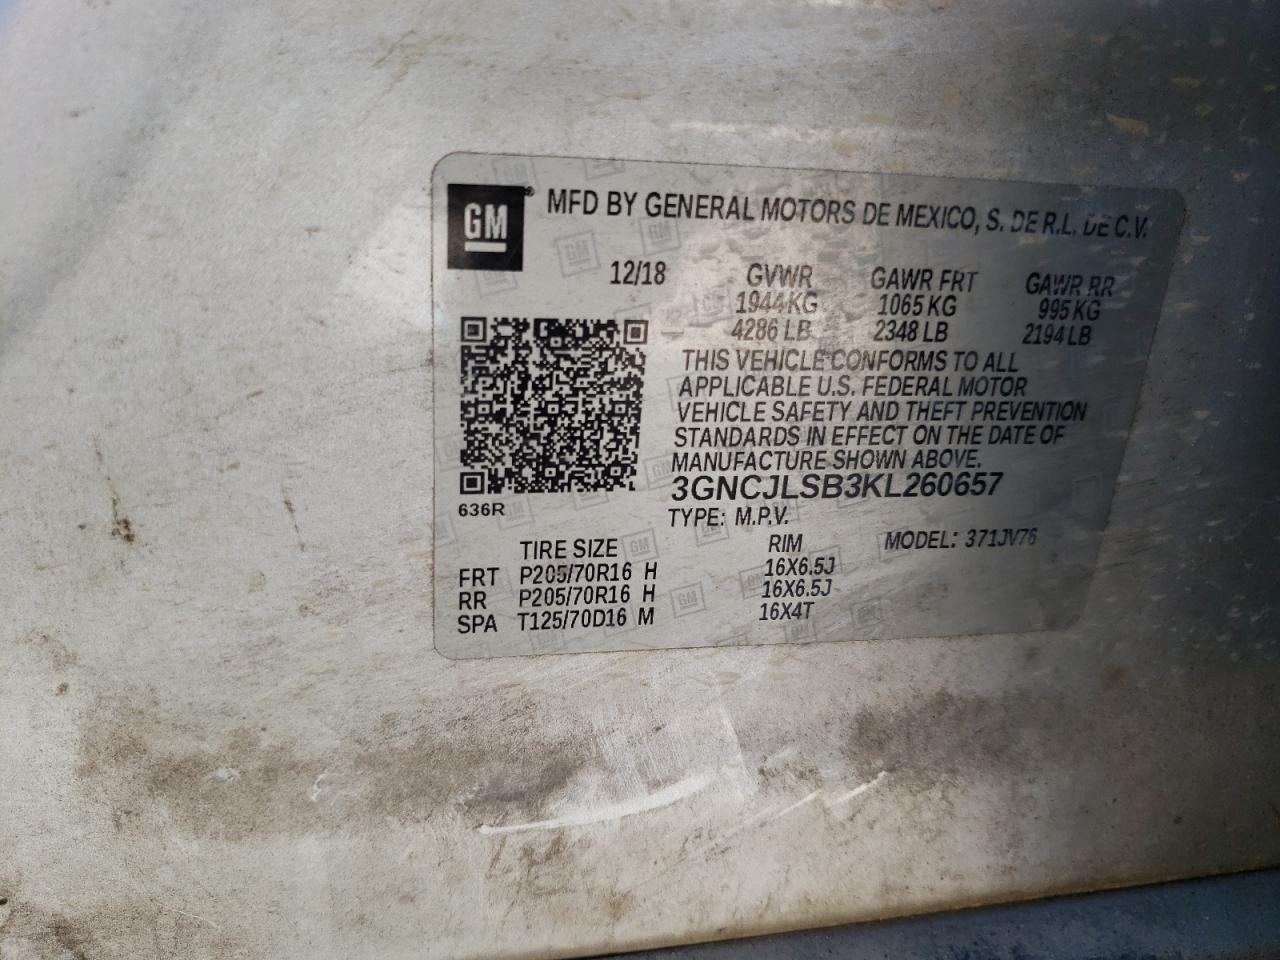 GM®
MFD BY GENERAL MOTORS DE MEXICO, S. DE R.L. DE C.V.
12/18 GVWR GAWR FRT GAWR RR
1944 KG 1065 KG 995 KG
4286 LB 2348 LB 2194 LB
THIS VEHICLE CONFORMS TO ALL
APPLICABLE U.S. FEDERAL MOTOR
VEHICLE SAFETY AND THEFT PREVENTION
STANDARDS IN EFFECT ON THE DATE OF
MANUFACTURE SHOWN ABOVE.
3GNCJLSB3KL260657
636R
TYPE: M.P.V.
TIRE SIZE RIM MODEL: 371JV76
FRT P205/70R16 H 16X6.5J
RR P205/70R16 H 16X6.5J
SPA T125/70D16 M 16X4T